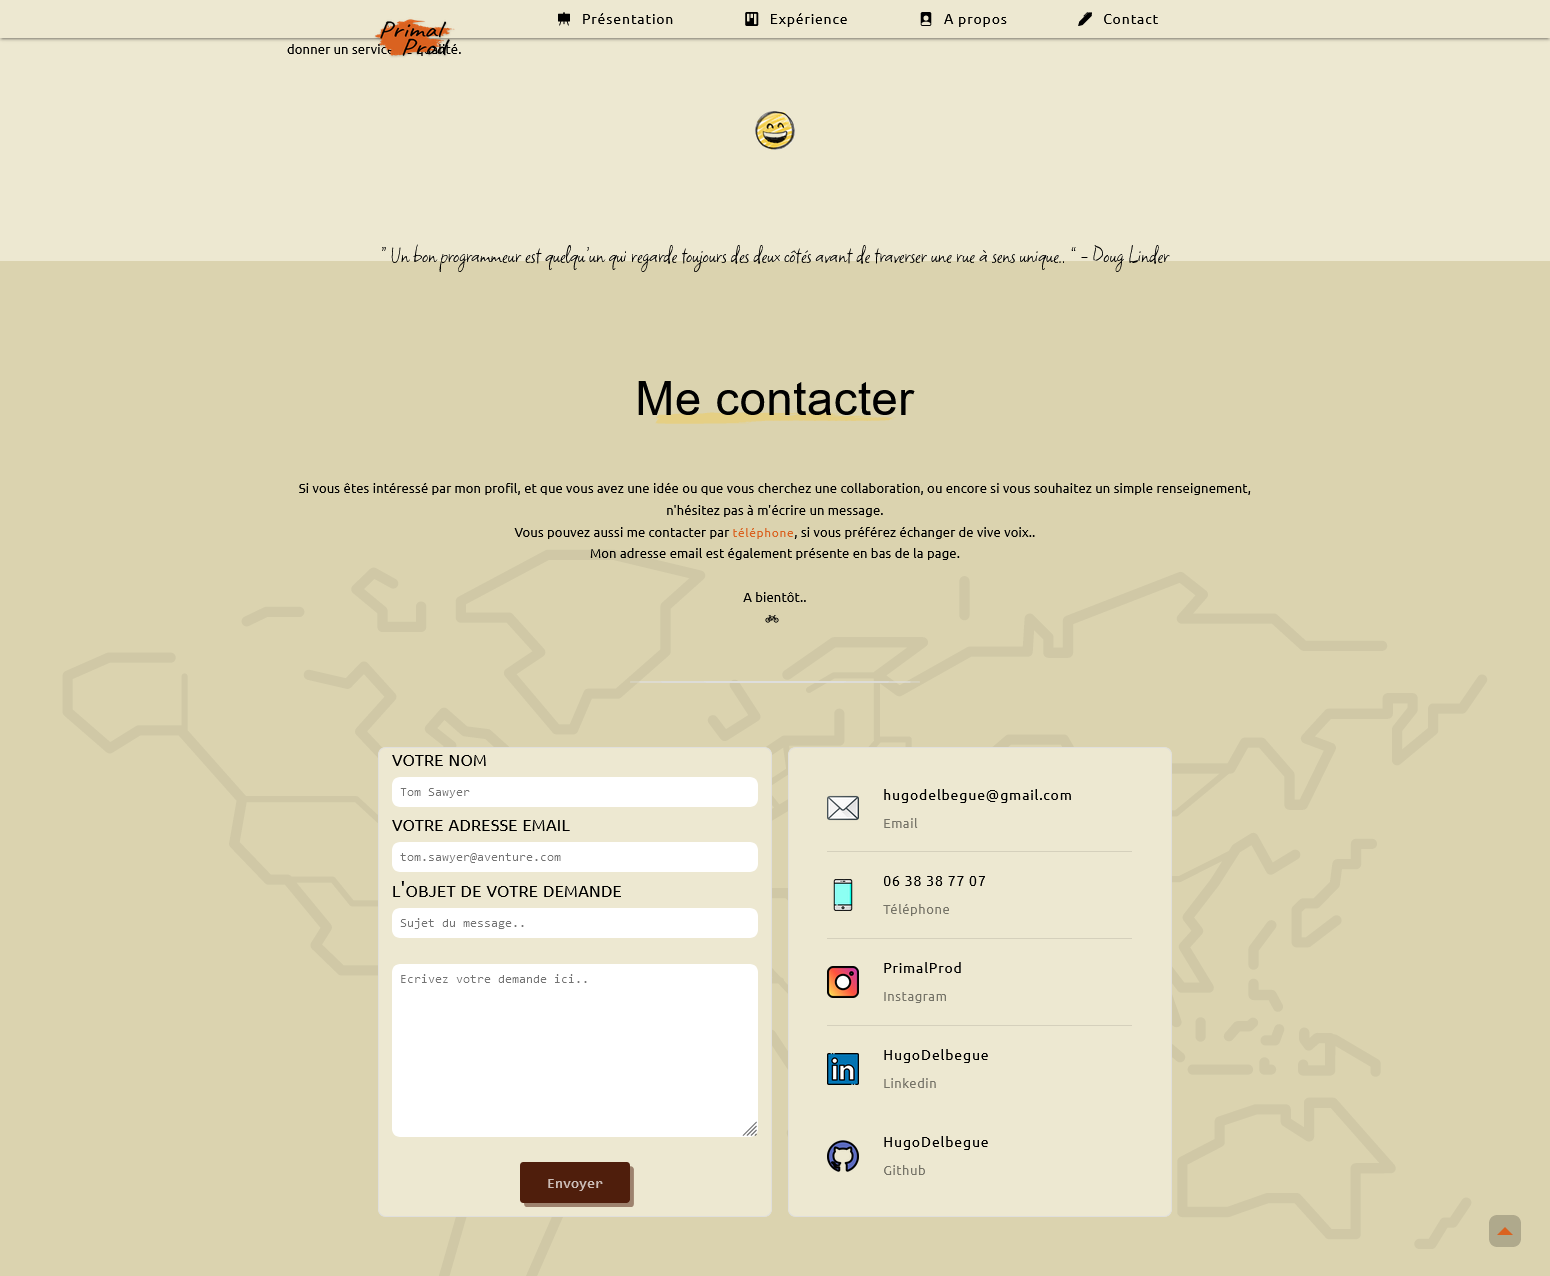 Primal
Prod
Présentation
Expérience
A propos
Contact
donner un service qualité.
" Un bon programmeur est quelqu'un qui regarde toujours des deux côtés avant de traverser une rue à sens unique.. " - Doug Linder
Me contacter
Si vous êtes intéressé par mon profil, et que vous avez une idée ou que vous cherchez une collaboration, ou encore si vous souhaitez un simple renseignement,
n'hésitez pas à m'écrire un message.
Vous pouvez aussi me contacter par téléphone, si vous préférez échanger de vive voix..
Mon adresse email est également présente en bas de la page.
A bientôt..
VOTRE NOM
Tom Sawyer
VOTRE ADRESSE EMAIL
tom.sawyer@aventure.com
L'OBJET DE VOTRE DEMANDE
Sujet du message..
Ecrivez votre demande ici..
Envoyer
hugodelbegue@gmail.com
Email
06 38 38 77 07
Téléphone
PrimalProd
Instagram
in
HugoDelbegue
Linkedin
HugoDelbegue
Github